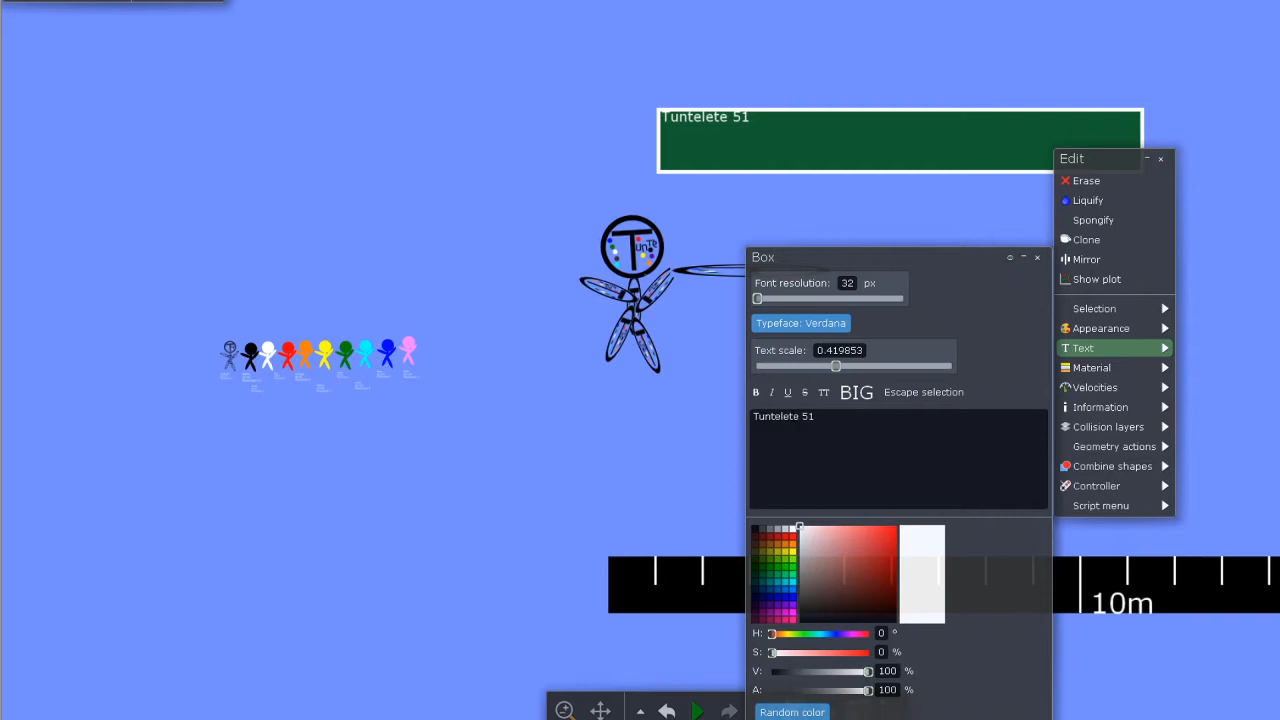 Tuntelete 51
Edit
Erase
Liquify
Spongify
Clone
Mirror
Show plot
Selection
Appearance
T Text
Material
Velocities
Information
Collision layers
Geometry actions
Combine shapes
Controller
Script menu
Tunte
Box
Font resolution: 32 px
Typeface: Verdana
Text scale: 0.419853
B I U S TT BIG Escape selection
Tuntelete 51
H: 0 °
S: 0 %
V: 100 %
A: 100 %
Random color
10m